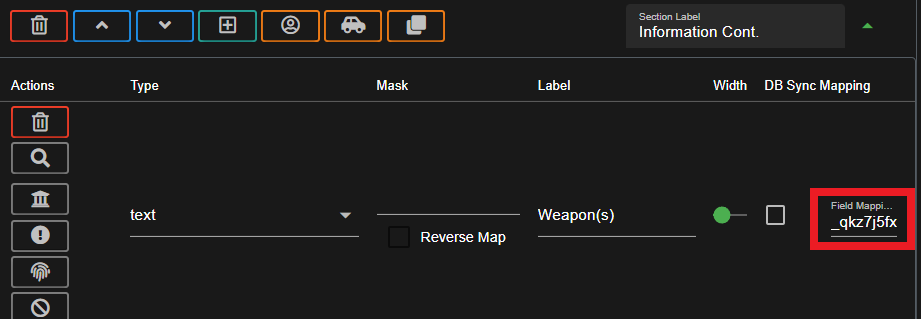 Section Label
Information Cont.
Actions Type Mask Label Width DB Sync Mapping
Field Mappi...
text Weapon(s) _qkz7j5fx
Reverse Map